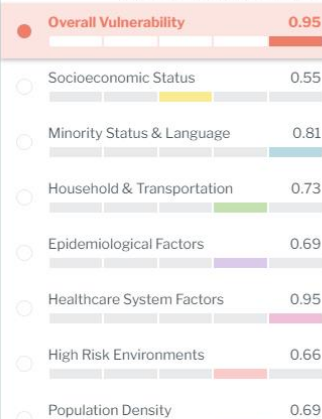 Overall Vulnerability 0.95
Socioeconomic Status 0.55
Minority Status & Language 0.81
Household & Transportation 0.73
Epidemiological Factors 0.69
Healthcare System Factors 0.95
High Risk Environments 0.66
Population Density 0.69